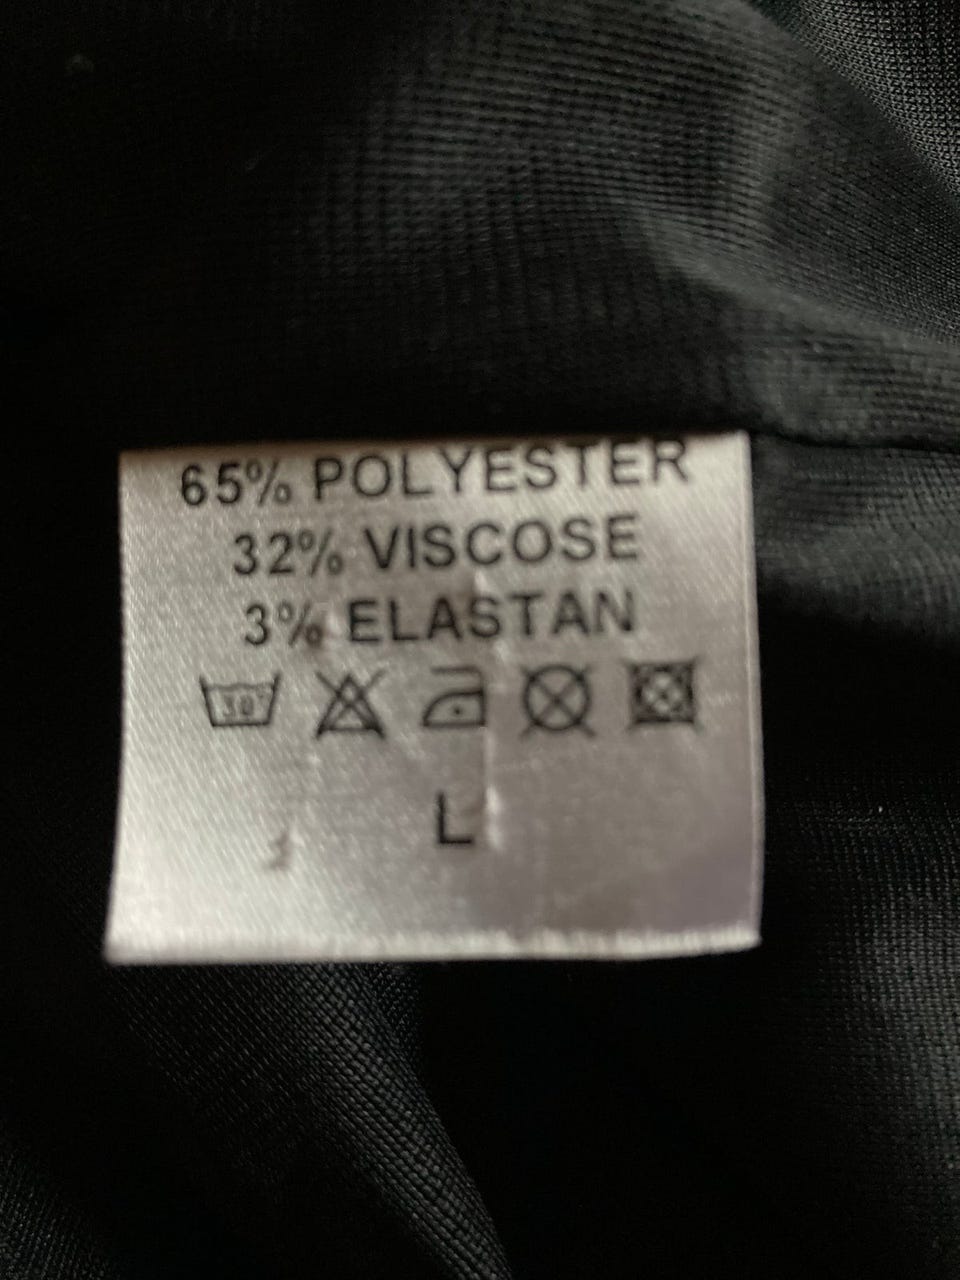 65% POLYESTER
32% VISCOSE
3% ELASTAN
30°
L